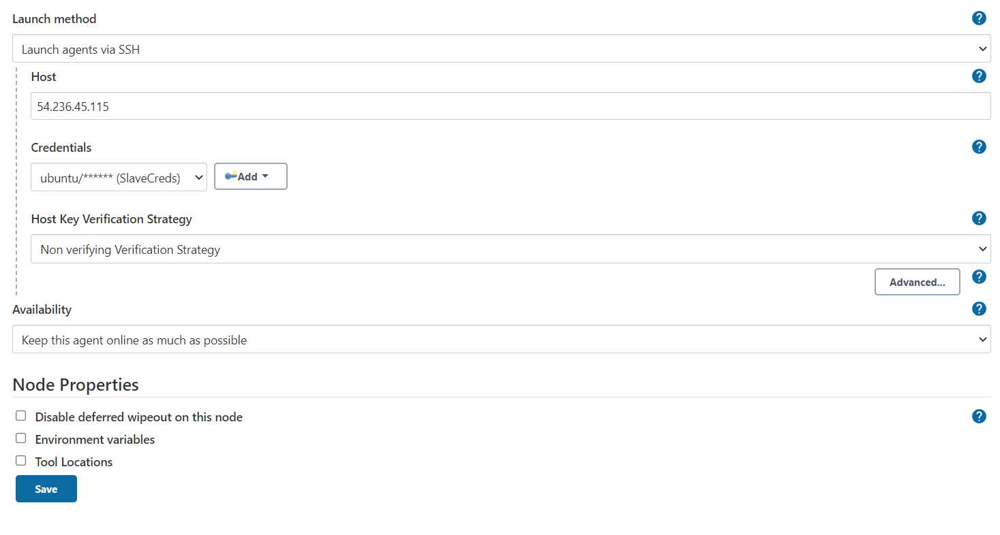 Launch method
?
Launch agents via SSH
Host
?
54.236.45.115
Credentials
?
ubuntu/****** (SlaveCreds)
Add
Host Key Verification Strategy
?
Non verifying Verification Strategy
Advanced...
?
Availability
?
Keep this agent online as much as possible
Node Properties
Disable deferred wipeout on this node
?
Environment variables
Tool Locations
Save